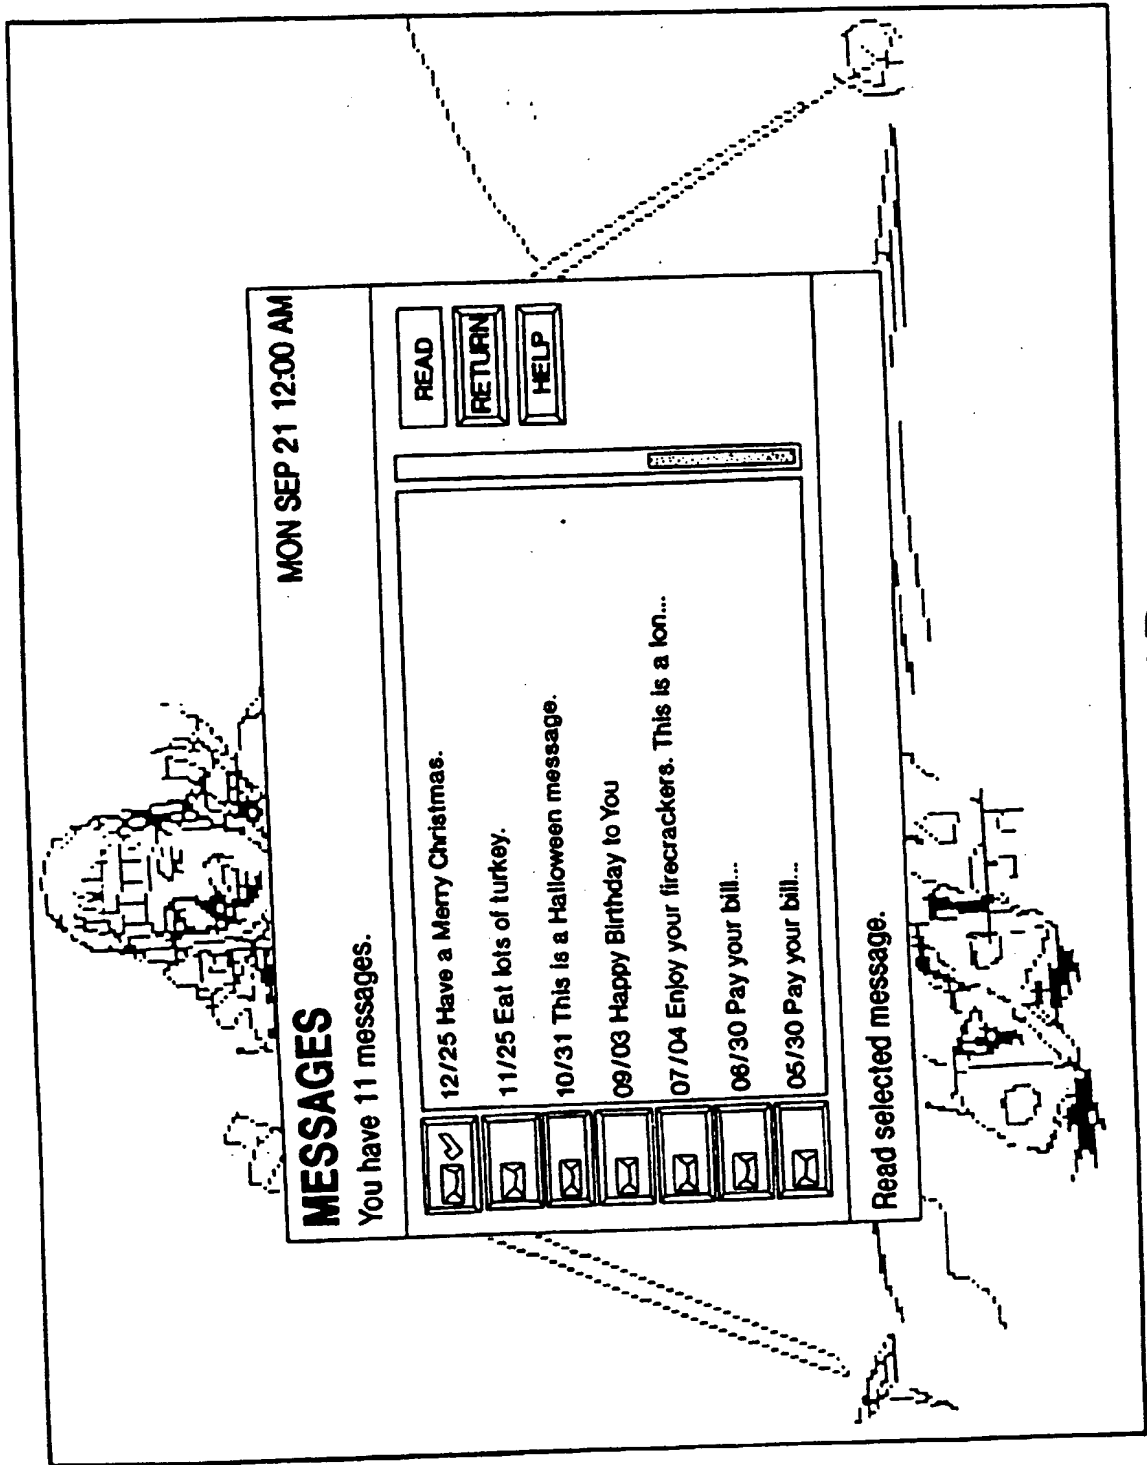 MESSAGES
MON SEP 21 12:00 AM
You have 11 messages.
12/25 Have a Merry Christmas.
11/25 Eat lots of turkey.
10/31 This is a Halloween message.
09/03 Happy Birthday to You
07/04 Enjoy your firecrackers. This is a lon...
06/30 Pay your bill...
05/30 Pay your bill...
READ
RETURN
HELP
Read selected message.